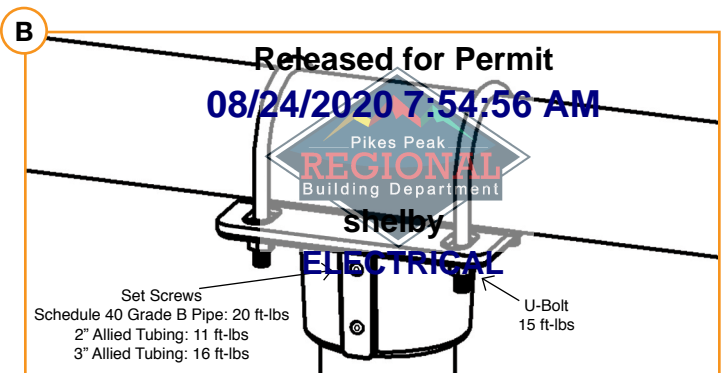 B
Released for Permit
08/24/2020 7:54:56 AM
Pikes Peak
REGIONAL
Building Department
shelby
ELECTRICAL
Set Screws
Schedule 40 Grade B Pipe: 20 ft-lbs
2” Allied Tubing: 11 ft-lbs
3” Allied Tubing: 16 ft-lbs
U-Bolt
15 ft-lbs